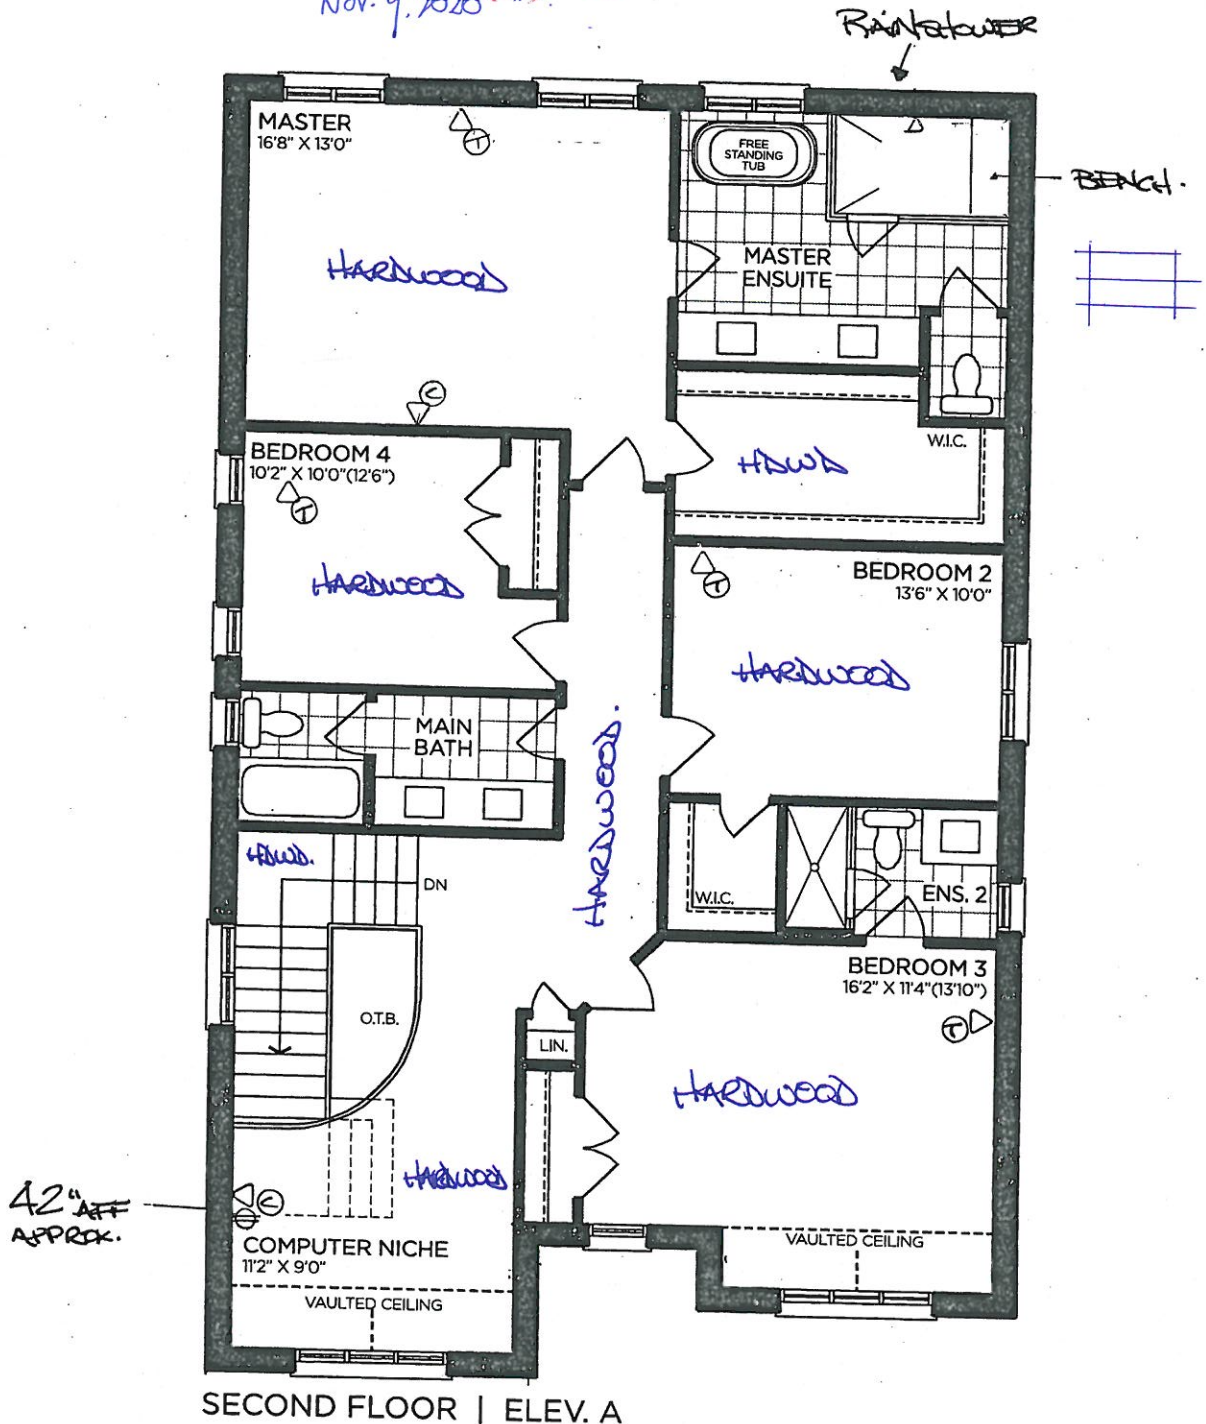 Nov. 9, 2020
RAINSHOWER
MASTER
16'8" X 13'0"
T
FREE
STANDING
TUB
BENCH.
HARDWOOD
MASTER
ENSUITE
C
BEDROOM 4
10'2" X 10'0"(12'6")
T
W.I.C.
HDWD
HARDWOOD
T
BEDROOM 2
13'6" X 10'0"
HARDWOOD
MAIN
BATH
HARDWOOD.
HDWD.
DN
W.I.C.
ENS. 2
BEDROOM 3
16'2" X 11'4"(13'10")
T
O.T.B.
LIN.
HARDWOOD
HARDWOOD
42" AFF
APPROX.
C
COMPUTER NICHE
11'2" X 9'0"
VAULTED CEILING
VAULTED CEILING
SECOND FLOOR | ELEV. A